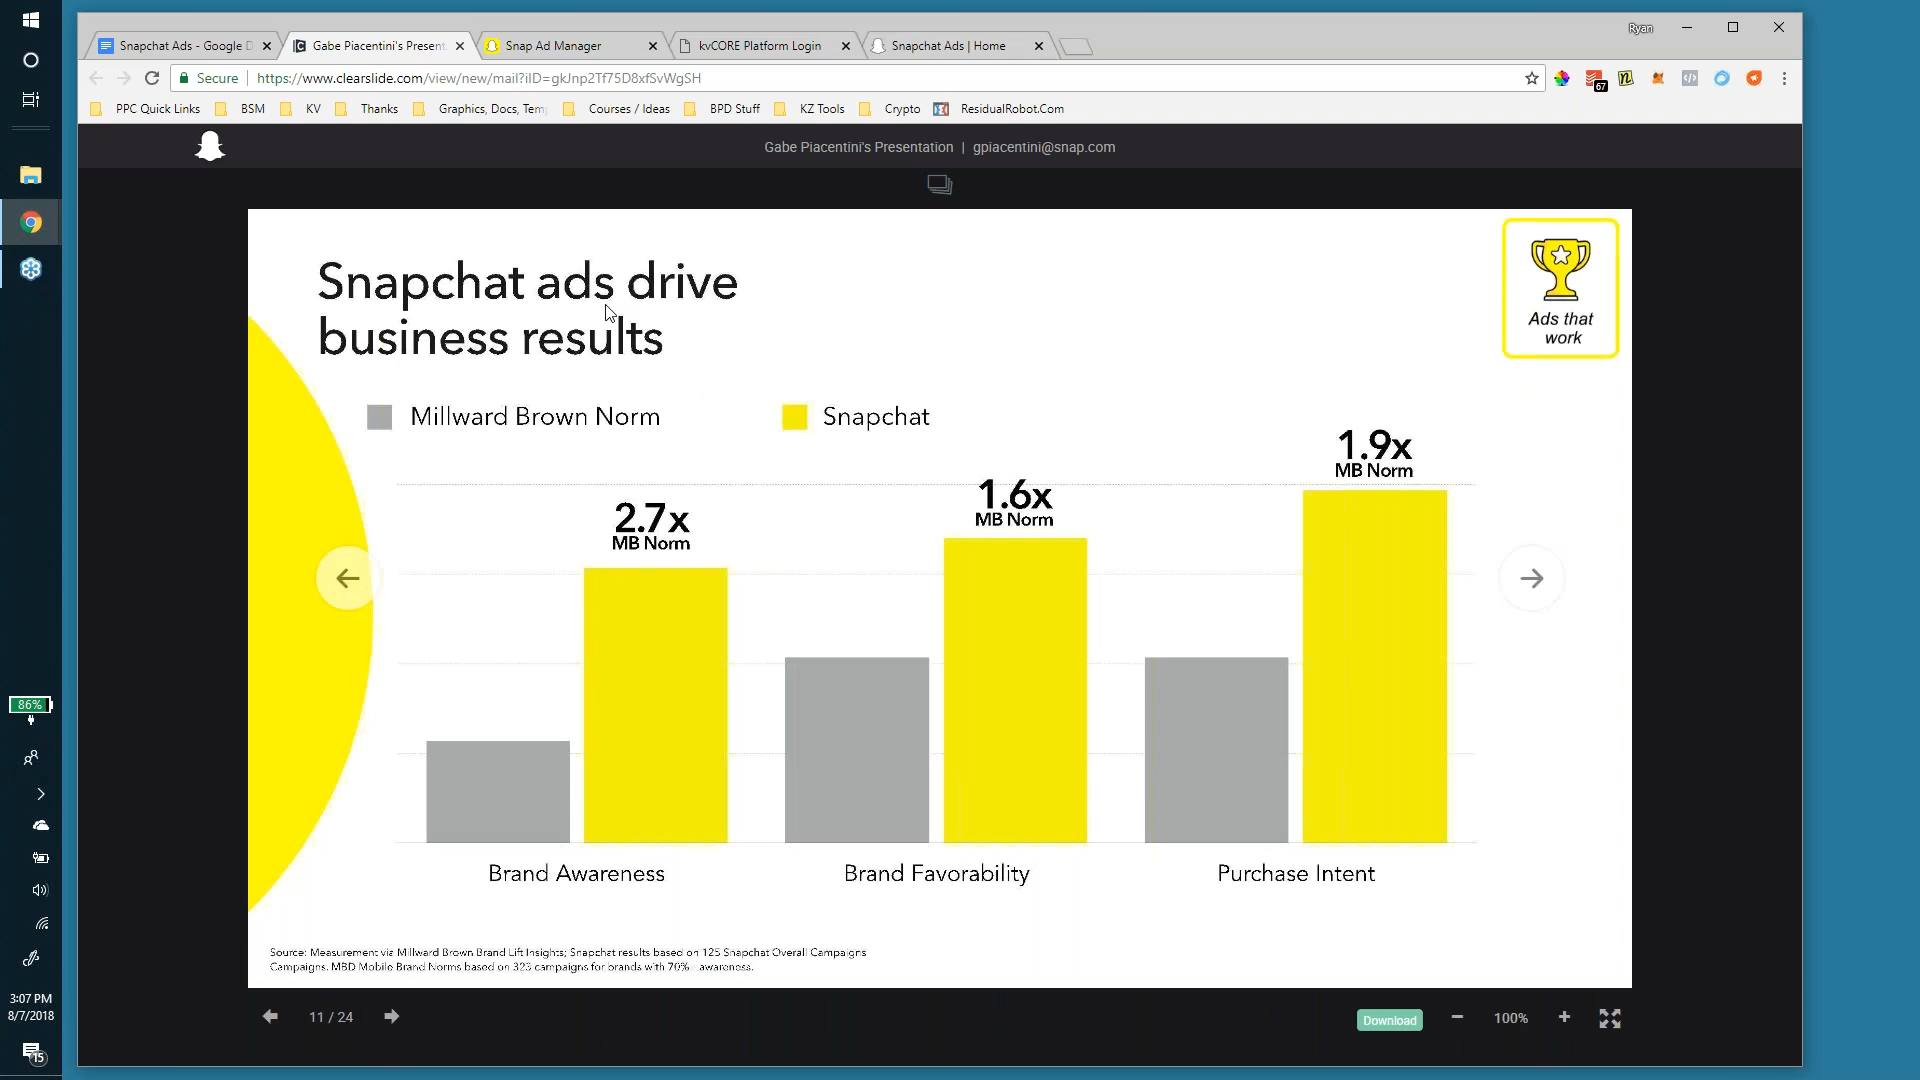 Ryan
Snapchat Ads - Google D
Gabe Piacentini's Present
Snap Ad Manager
kvCORE Platform Login
Snapchat Ads | Home
Secure
https://www.clearslide.com/view/new/mail?iID=gkJnp2Tf75D8xfSvWgSH
67
PPC Quick Links
BSM
KV
Thanks
Graphics, Docs, Tem
Courses / Ideas
BPD Stuff
KZ Tools
Crypto
ResidualRobot.Com
Gabe Piacentini's Presentation | gpiacentini@snap.com
Snapchat ads drive
business results
Ads that
work
Millward Brown Norm
Snapchat
2.7x
MB Norm
1.6x
MB Norm
1.9x
MB Norm
Brand Awareness
Brand Favorability
Purchase Intent
Source: Measurement via Millward Brown Brand Lift Insights; Snapchat results based on 125 Snapchat Overall Campaigns
Campaigns. MBD Mobile Brand Norms based on 323 campaigns for brands with 70% awareness.
11 / 24
Download
100%
86%
3:07 PM
8/7/2018
15